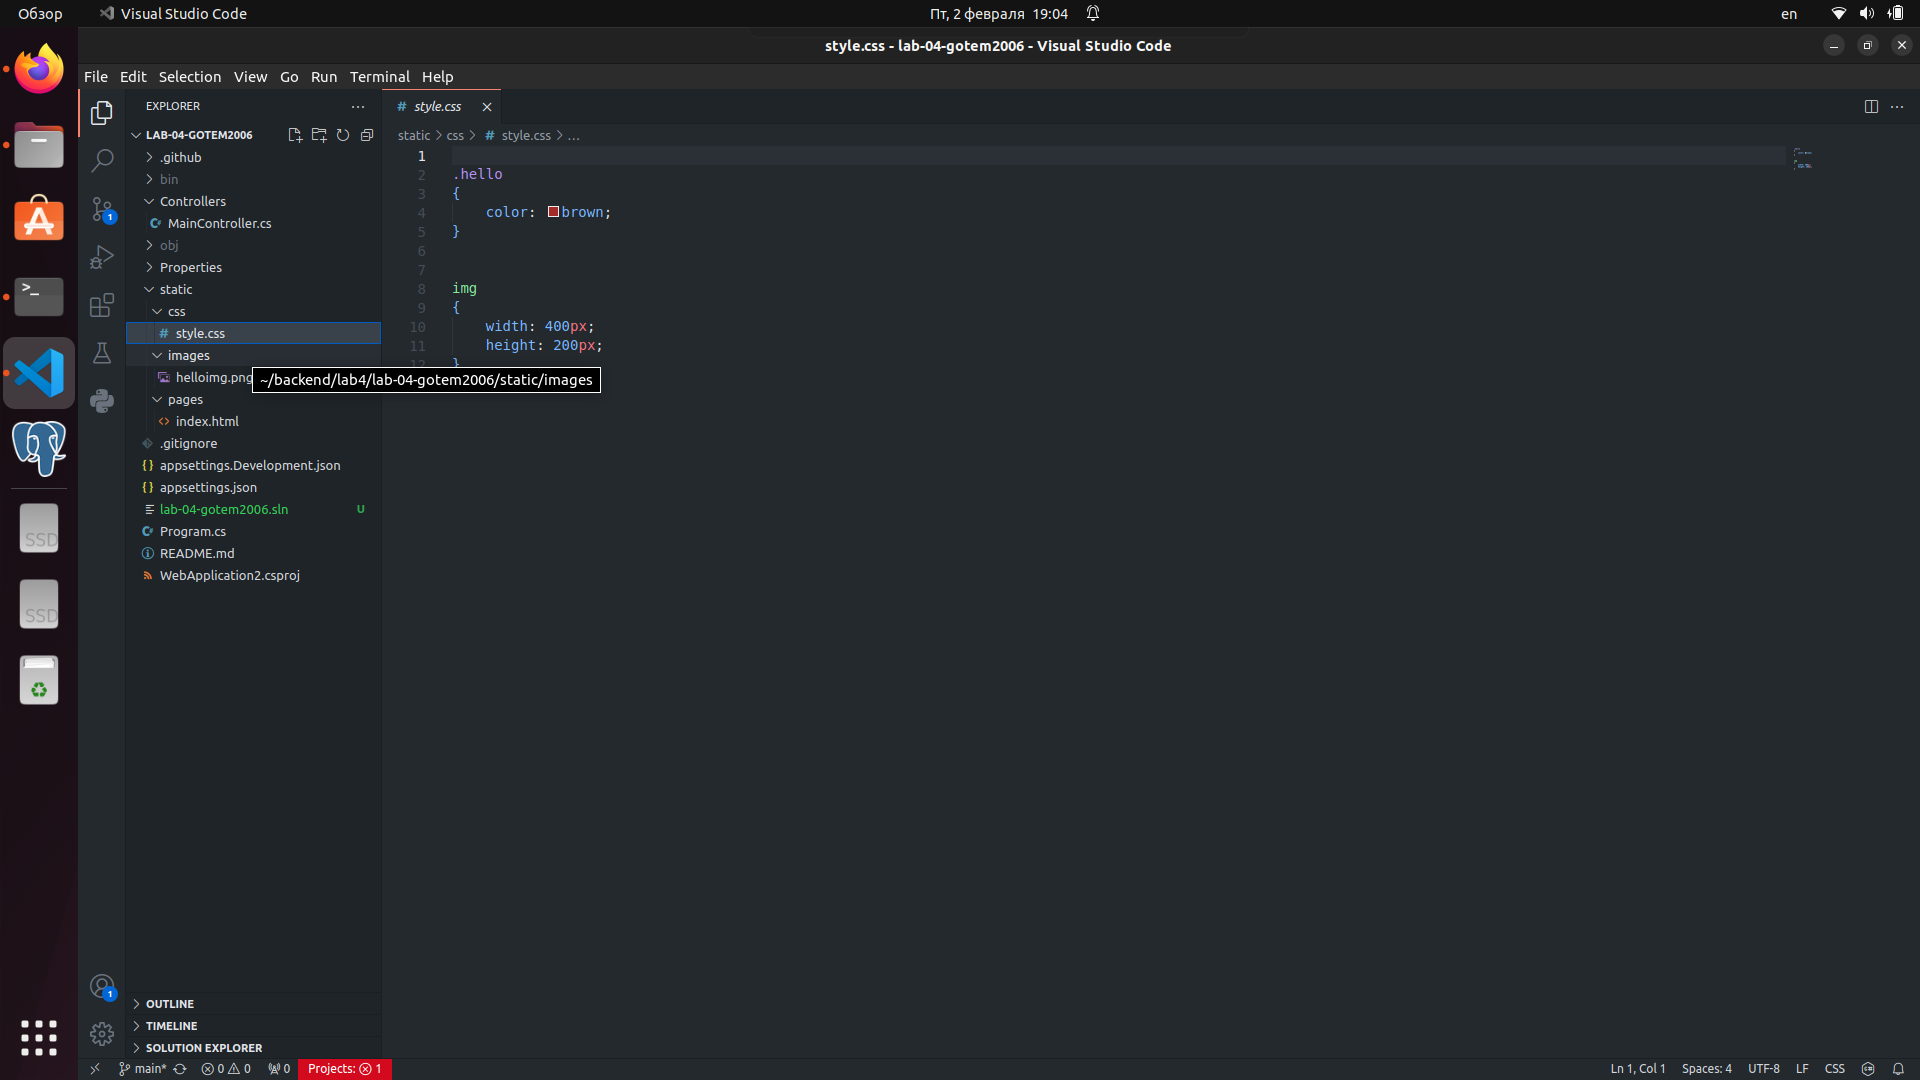 Обзор
Visual Studio Code
Пт, 2 февраля 19:04
en
style.css - lab-04-gotem2006 - Visual Studio Code
File Edit Selection View Go Run Terminal Help
EXPLORER
LAB-04-GOTEM2006
.github
bin
Controllers
MainController.cs
obj
Properties
static
css
style.css
images
helloimg.png
pages
index.html
.gitignore
appsettings.Development.json
appsettings.json
lab-04-gotem2006.sln U
Program.cs
README.md
WebApplication2.csproj
OUTLINE
TIMELINE
SOLUTION EXPLORER
# style.css
static > css > # style.css > ...
1
2 .hello
3 {
4 color: brown;
5 }
6
7
8 img
9 {
10 width: 400px;
11 height: 200px;
12 }
~/backend/lab4/lab-04-gotem2006/static/images
SSD
SSD
1
1
main* 0 0 0 Projects: 1
Ln 1, Col 1 Spaces: 4 UTF-8 LF CSS